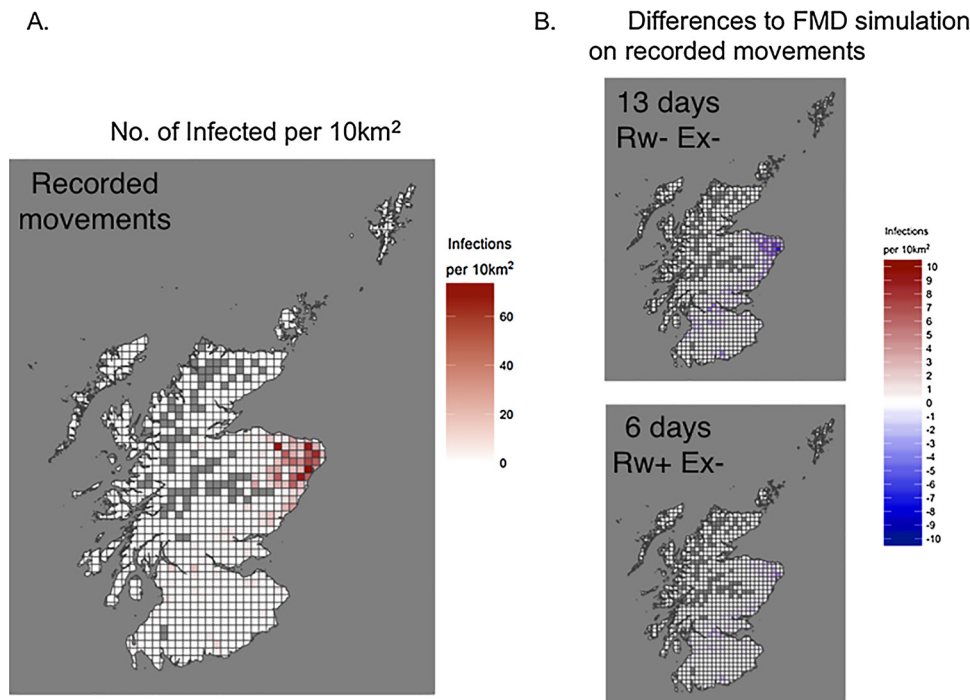 A.
No. of Infected per 10km²
Recorded
movements
Infections
per 10km²
60
40
20
0
B.
Differences to FMD simulation
on recorded movements
13 days
Rw- Ex-
6 days
Rw+ Ex-
Infections
per 10km²
10
9
8
7
6
5
4
3
2
1
0
-1
-2
-3
-4
-5
-6
-7
-8
-9
-10